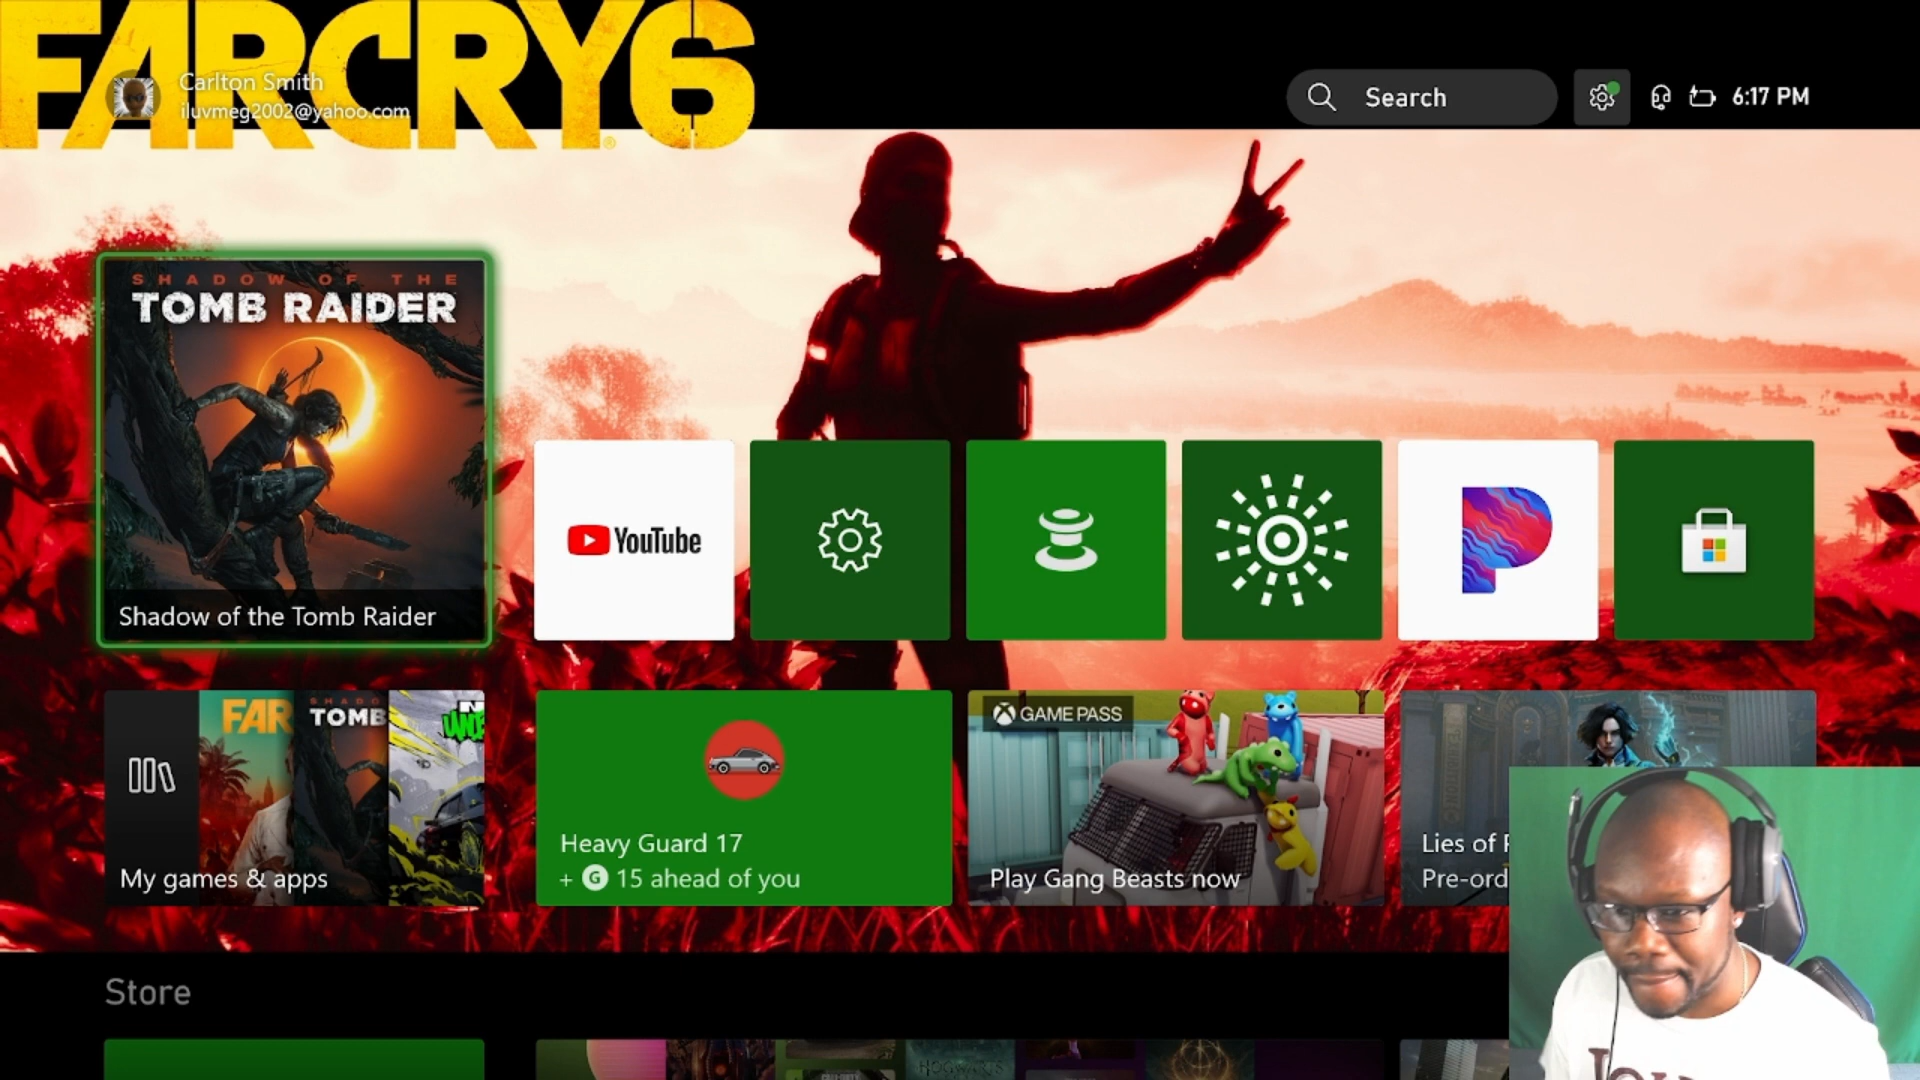 FARCRY6
Carlton Smith
iluvmeg2002@yahoo.com
Search
6:17 PM
SHADOW OF THE
TOMB RAIDER
Shadow of the Tomb Raider
YouTube
FAR
TOMB
My games & apps
Heavy Guard 17
+ G 15 ahead of you
GAME PASS
Play Gang Beasts now
Lies of
Pre-ord
Store
HOGWARTS